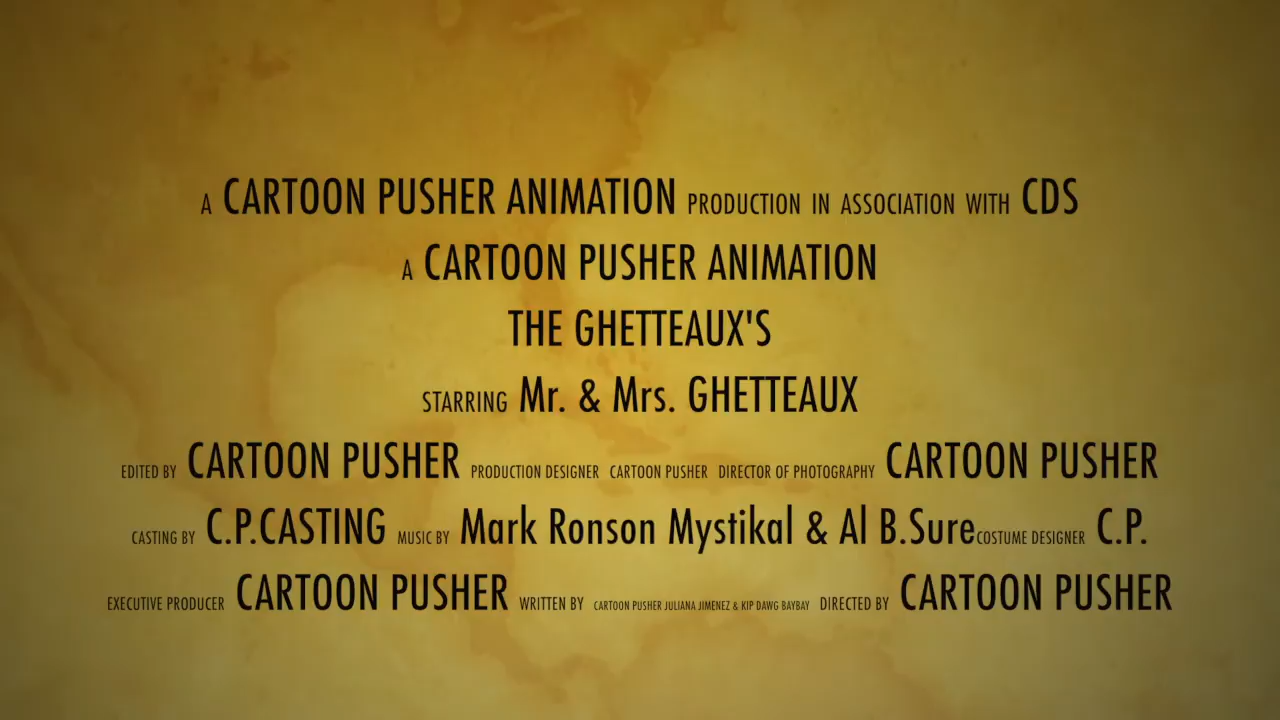 A CARTOON PUSHER ANIMATION PRODUCTION IN ASSOCIATION WITH CDS
A CARTOON PUSHER ANIMATION
THE GHETTEAUX'S
STARRING Mr. & Mrs. GHETTEAUX
EDITED BY CARTOON PUSHER PRODUCTION DESIGNER CARTOON PUSHER DIRECTOR OF PHOTOGRAPHY CARTOON PUSHER
CASTING BY C.P.CASTING MUSIC BY Mark Ronson Mystikal & Al B.Sure COSTUME DESIGNER C.P.
EXECUTIVE PRODUCER CARTOON PUSHER WRITTEN BY CARTOON PUSHER JULIANA JIMENEZ & KIP DAWG BAYBAY DIRECTED BY CARTOON PUSHER